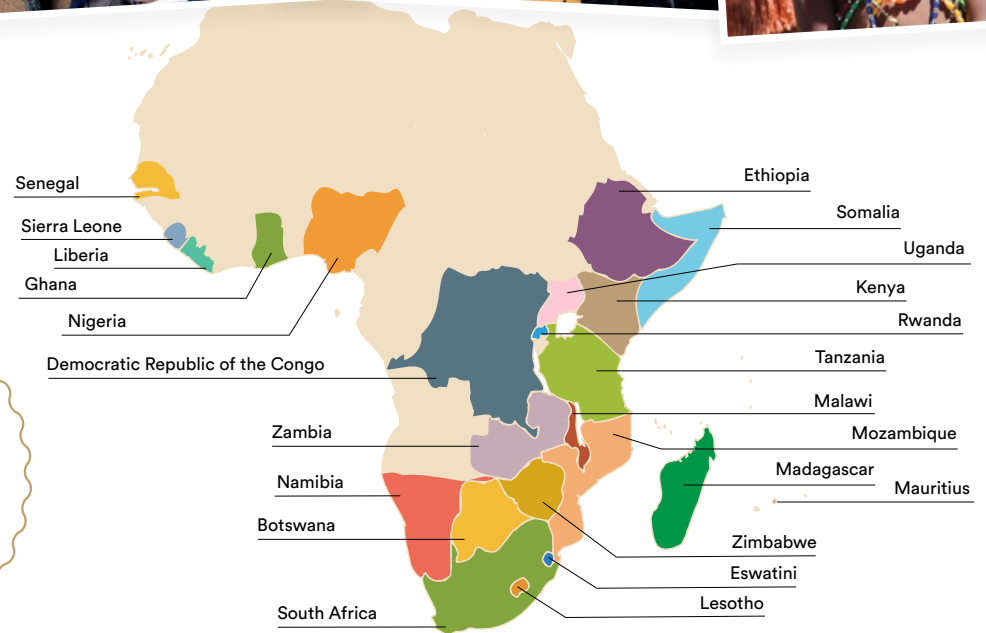 Senegal
Sierra Leone
Liberia
Ghana
Nigeria
Democratic Republic of the Congo
Zambia
Namibia
Botswana
South Africa
Ethiopia
Somalia
Uganda
Kenya
Rwanda
Tanzania
Malawi
Mozambique
Madagascar
Mauritius
Zimbabwe
Eswatini
Lesotho